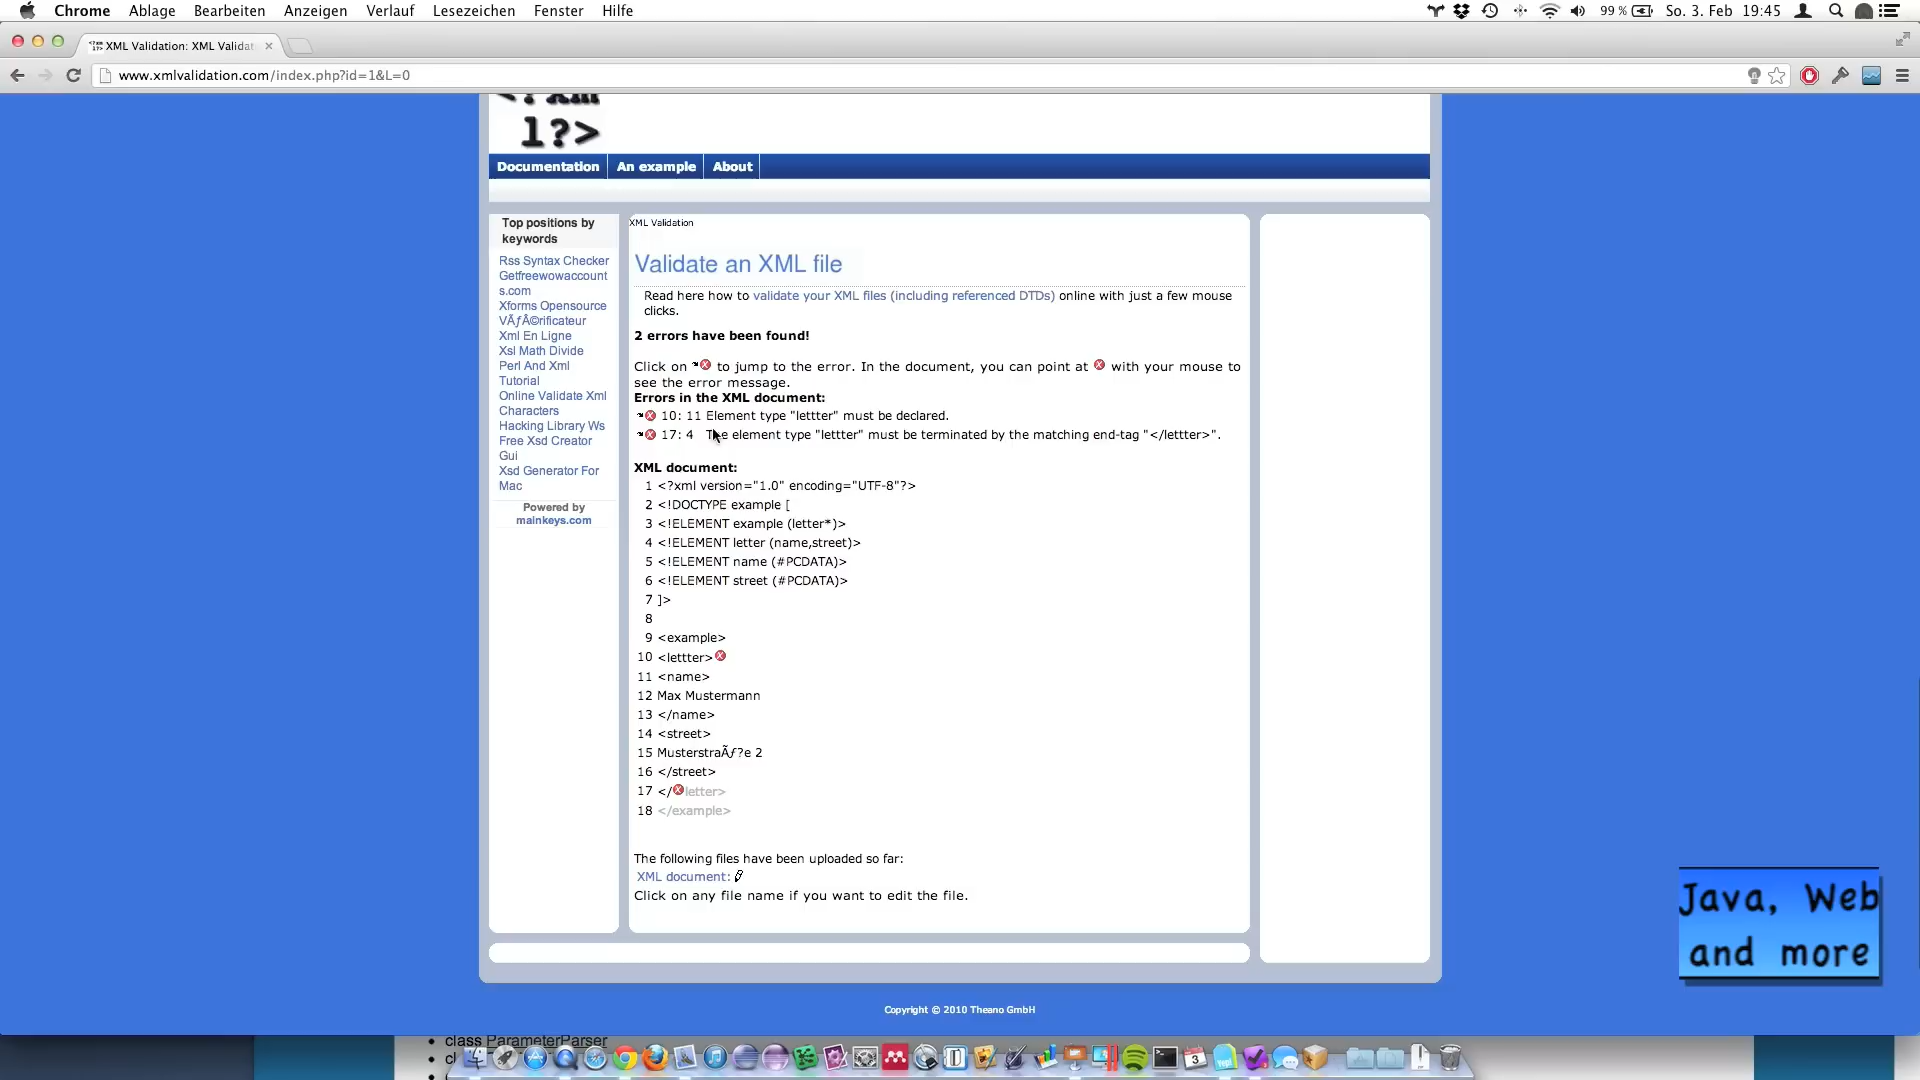 Chrome Ablage Bearbeiten Anzeigen Verlauf Lesezeichen Fenster Hilfe
99 % So. 3. Feb 19:45
XML Validation: XML Validat
www.xmlvalidation.com/index.php?id=1&L=0
l?>
Documentation An example About
Top positions by
keywords
Rss Syntax Checker
Getfreewowaccount
s.com
Xforms Opensource
VÃƒÂ©rificateur
Xml En Ligne
Xsl Math Divide
Perl And Xml
Tutorial
Online Validate Xml
Characters
Hacking Library Ws
Free Xsd Creator
Gui
Xsd Generator For
Mac
Powered by
mainkeys.com
XML Validation
Validate an XML file
Read here how to validate your XML files (including referenced DTDs) online with just a few mouse
clicks.
2 errors have been found!
Click on to jump to the error. In the document, you can point at with your mouse to
see the error message.
Errors in the XML document:
10: 11 Element type "lettter" must be declared.
17: 4 The element type "lettter" must be terminated by the matching end-tag "</lettter>".
XML document:
1 <?xml version="1.0" encoding="UTF-8"?>
2 <!DOCTYPE example [
3 <!ELEMENT example (letter*)>
4 <!ELEMENT letter (name,street)>
5 <!ELEMENT name (#PCDATA)>
6 <!ELEMENT street (#PCDATA)>
7 ]>
8
9 <example>
10 <lettter>
11 <name>
12 Max Mustermann
13 </name>
14 <street>
15 MusterstraÃƒ?e 2
16 </street>
17 </letter>
18 </example>
The following files have been uploaded so far:
XML document:
Click on any file name if you want to edit the file.
Java, Web
and more
Copyright © 2010 Theano GmbH
class ParameterParser
3